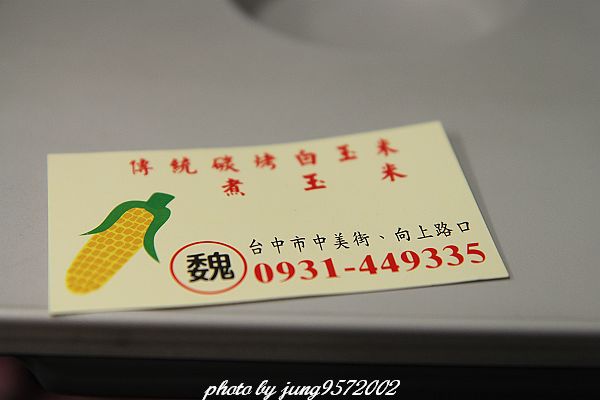 傳統碳烤白玉米
煮玉米
魏
台中市中美街、向上路口
0931-449335
photo by jung9572002